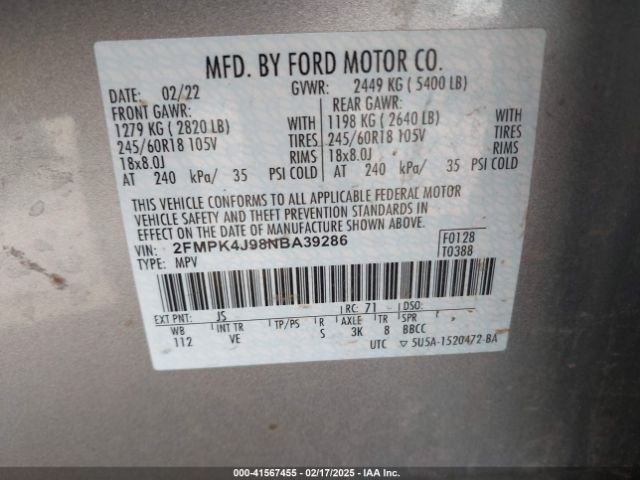 MFD. BY FORD MOTOR CO.
DATE: 02/22 GVWR: 2449 KG ( 5400 LB)
FRONT GAWR: REAR GAWR:
1279 KG ( 2820 LB) WITH 1198 KG ( 2640 LB) WITH
245/60R18 105V TIRES 245/60R18 105V TIRES
18x8.0J RIMS 18x8.0J RIMS
AT 240 kPa/ 35 PSI COLD AT 240 kPa/ 35 PSI COLD
THIS VEHICLE CONFORMS TO ALL APPLICABLE FEDERAL MOTOR
VEHICLE SAFETY AND THEFT PREVENTION STANDARDS IN
EFFECT ON THE DATE OF MANUFACTURE SHOWN ABOVE.
VIN: 2FMPK4J98NBA39286 F0128
TYPE: MPV T0388
EXT PNT: JS RC: 71 DSO:
WB INT TR TP/PS R AXLE TR SPR
112 VE S 3K 8 BBCC
UTC ▽ 5U5A-1520472-BA
000-41567455 - 02/17/2025 - IAA Inc.